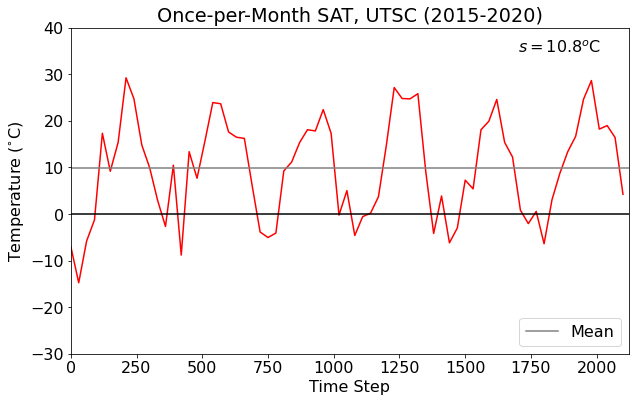 Once-per-Month SAT, UTSC (2015-2020)
40
s = 10.8°C
30
20
10
0
−10
−20
−30
Temperature (°C)
Mean
0 250 500 750 1000 1250 1500 1750 2000
Time Step